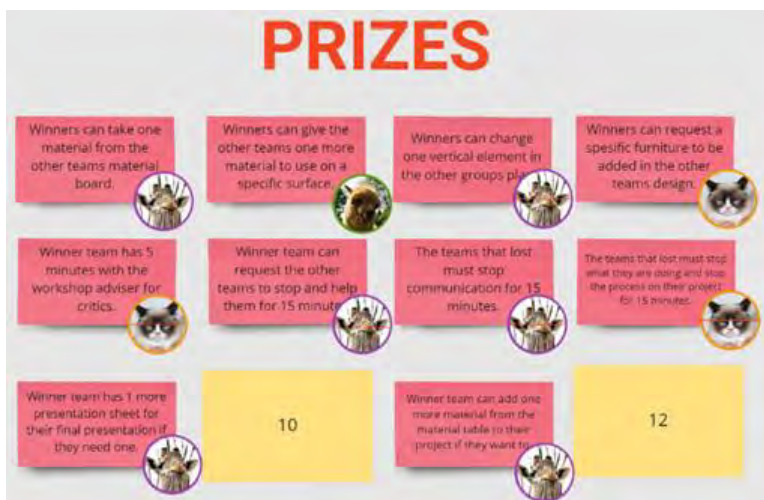 PRIZES
Winners can take one
material from the
other teams material
board.
Winners can give the
other teams one more
material to use on a
specific surface.
Winners can change
one vertical element in
the other groups
Winners can request a
spesific furniture to be
added in the other
teams design.
Winner team has 5
minutes with the
workshop adviser for
critics.
Winner team can
request the other
teams to stop and help
them for 15
The teams that lost
must stop
communication for 15
minutes.
The teams that lost must stop
what they are doing and stop
the process on their project
for 15 minutes.
Winner team has 1 more
presentation sheet for
their final presentation if
they need one.
10
Winner team can add one
more material from the
material table to their
project if they want
12